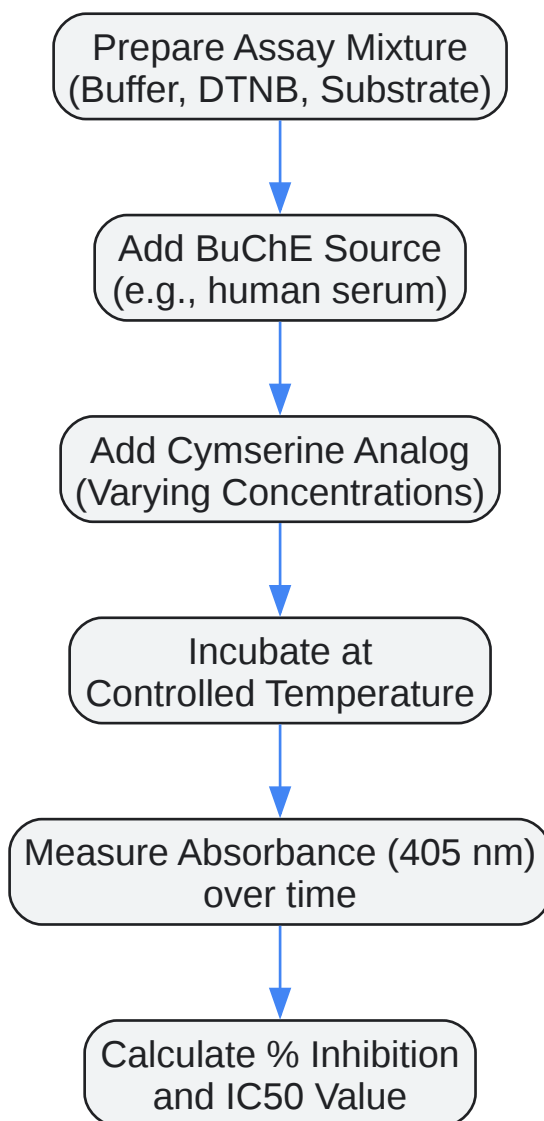 Prepare Assay Mixture
(Buffer, DTNB, Substrate)
Add BuChE Source
(e.g., human serum)
Add Cymserine Analog
(Varying Concentrations)
Incubate at
Controlled Temperature
Measure Absorbance (405 nm)
over time
Calculate % Inhibition
and IC50 Value